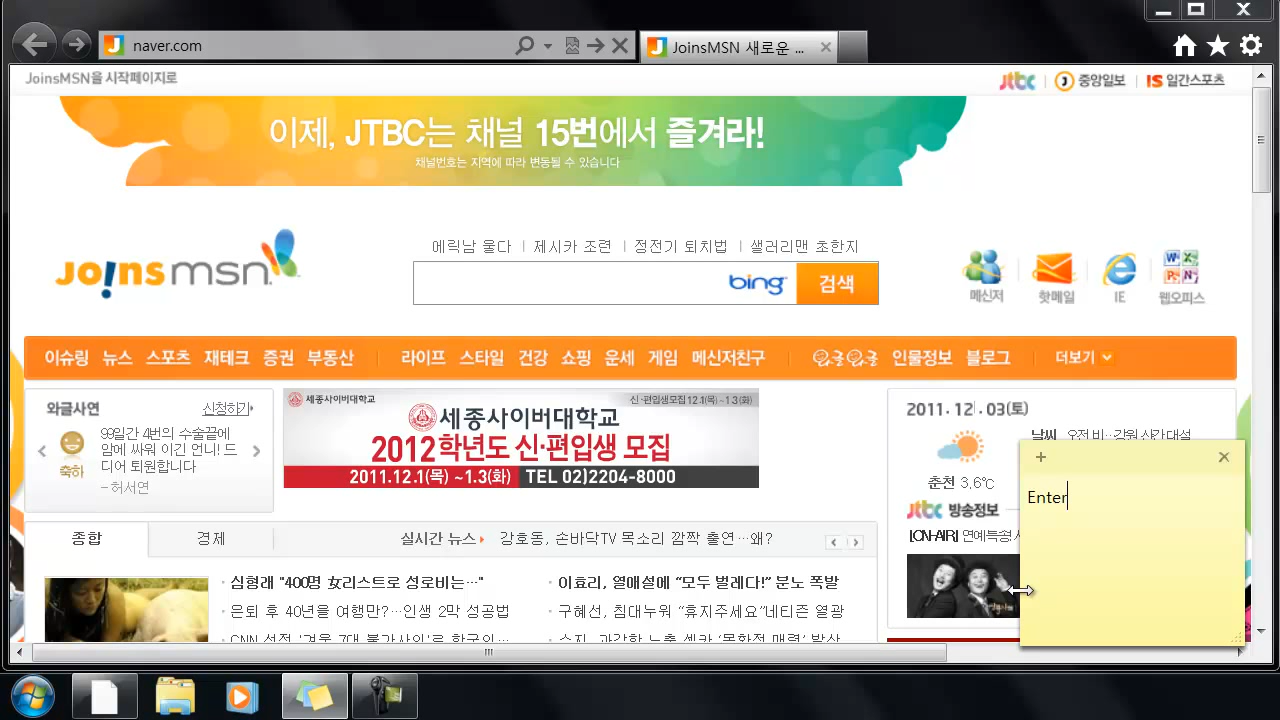 naver.com
JoinsMSN 새로운 ...
JoinsMSN을 시작페이지로
jtbc
중앙일보
IS 일간스포츠
이제, JTBC는 채널 15번에서 즐겨라!
채널번호는 지역에 따라 변동될 수 있습니다
에릭남 울다 | 제시카 조련 | 정전기 퇴치법 | 샐러리맨 초한지
Joins msn
bing
검색
메신저
핫메일
IE
웹오피스
이슈링 뉴스 스포츠 재테크 증권 부동산
라이프 스타일 건강 쇼핑 운세 게임 메신저친구
와글와글 인물정보 블로그
더보기
와글사연
신청하기
99일간 4번의 수술끝에
암에 싸워 이긴 언니! 드
디어 퇴원합니다
- 허서연
축하
세종사이버대학교
신·편입생모집 12.1(목) ~1.3(화)
세종사이버대학교
2012학년도 신·편입생 모집
2011.12.1(목) ~1.3(화) TEL 02)2204-8000
2011. 12. 03(토)
날씨
춘천 3.6℃
jtbc 방송정보
[ON-AIR] 연예특송
+
Enter
종합
경제
실시간 뉴스
강호동, 손바닥TV 목소리 깜짝 출연…왜?
심형래 "400명 女리스트로 성로비는…"
은퇴 후 40년을 여행만?…인생 2막 성공법
이효리, 열애설에 “모두 벌레다!” 분노 폭발
구혜선, 침대누워 “휴지주세요”네티즌 열광